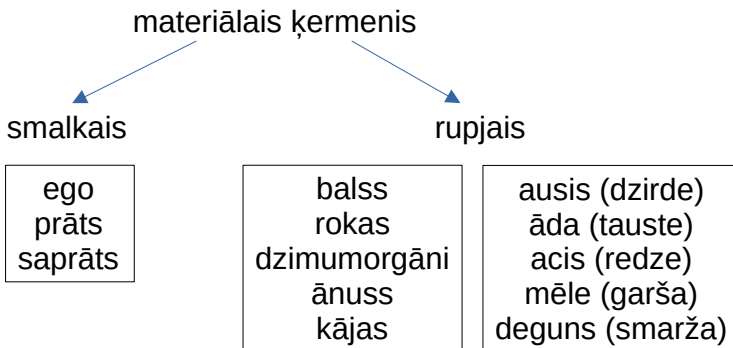 materiālais ķermenis
smalkais
rupjais
ego
prāts
saprāts
balss
rokas
dzimumorgāni
ānuss
kājas
ausis (dzirde)
āda (tauste)
acis (redze)
mēle (garša)
deguns (smarža)